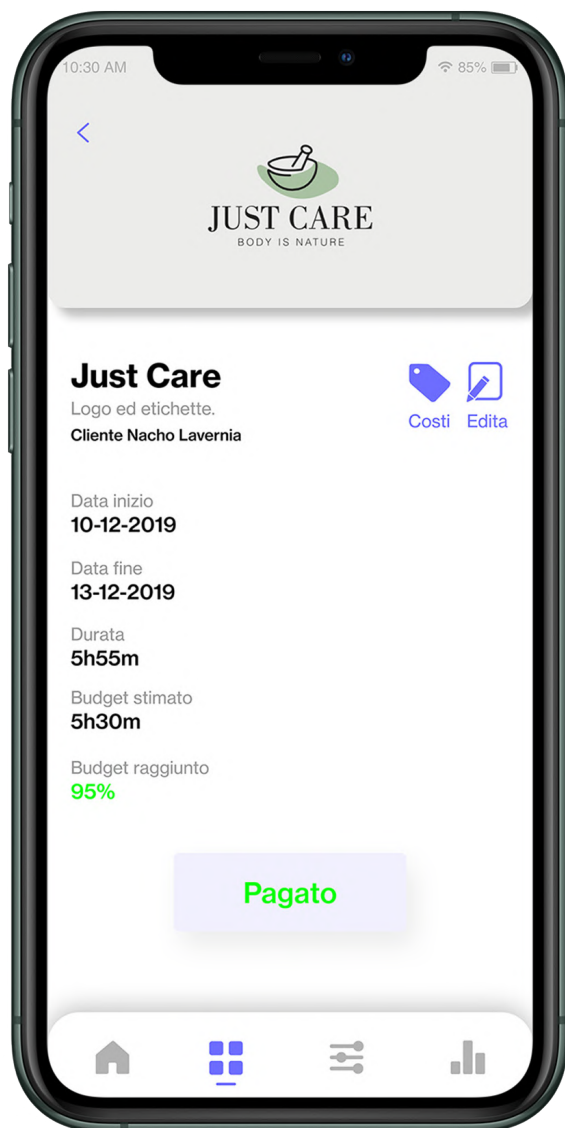 10:30 AM
85%
JUST CARE
BODY IS NATURE
Just Care
Logo ed etichette.
Cliente Nacho Lavernia
Costi
Edita
Data inizio
10-12-2019
Data fine
13-12-2019
Durata
5h55m
Budget stimato
5h30m
Budget raggiunto
95%
Pagato